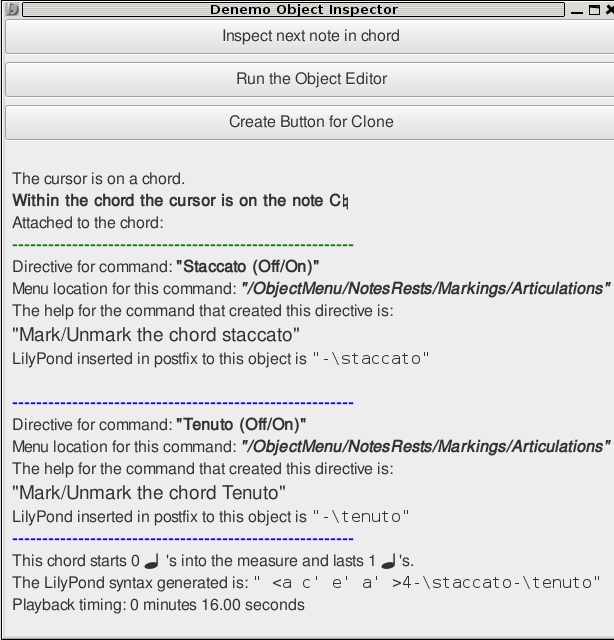 Denemo Object Inspector
Inspect next note in chord
Run the Object Editor
Create Button for Clone
The cursor is on a chord.
Within the chord the cursor is on the note C♮
Attached to the chord:
---------------------------------------------------------
Directive for command: "Staccato (Off/On)"
Menu location for this command: "/ObjectMenu/NotesRests/Markings/Articulations"
The help for the command that created this directive is:
"Mark/Unmark the chord staccato"
LilyPond inserted in postfix to this object is "-\staccato"
---------------------------------------------------------
Directive for command: "Tenuto (Off/On)"
Menu location for this command: "/ObjectMenu/NotesRests/Markings/Articulations"
The help for the command that created this directive is:
"Mark/Unmark the chord Tenuto"
LilyPond inserted in postfix to this object is "-\tenuto"
---------------------------------------------------------
This chord starts 0 𝅘𝅥 's into the measure and lasts 1 𝅘𝅥 's.
The LilyPond syntax generated is: " <a c' e' a' >4-\staccato-\tenuto"
Playback timing: 0 minutes 16.00 seconds